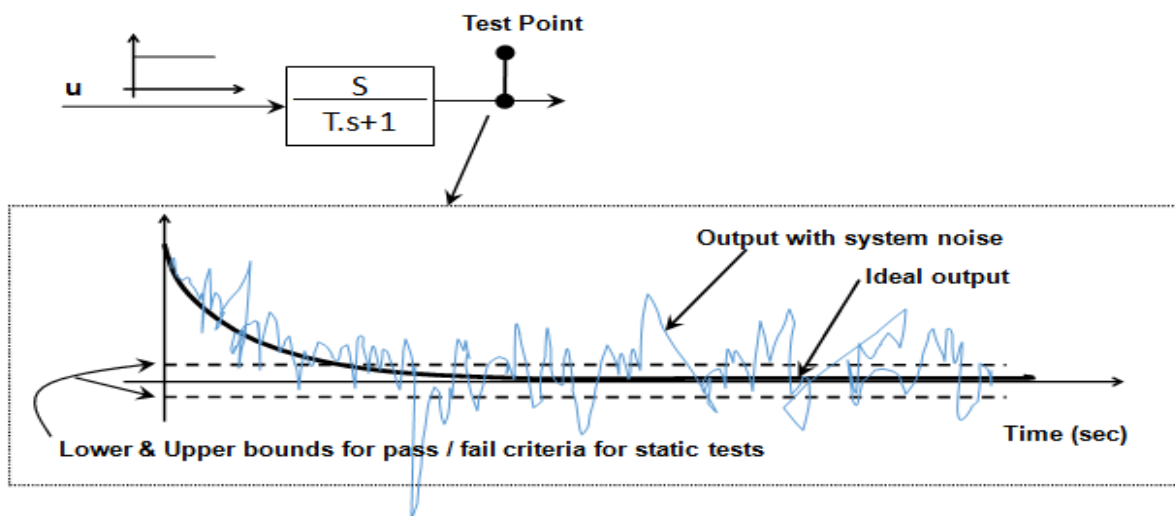 Test Point
u
S
T.s+1
Output with system noise
Ideal output
Lower & Upper bounds for pass / fail criteria for static tests
Time (sec)